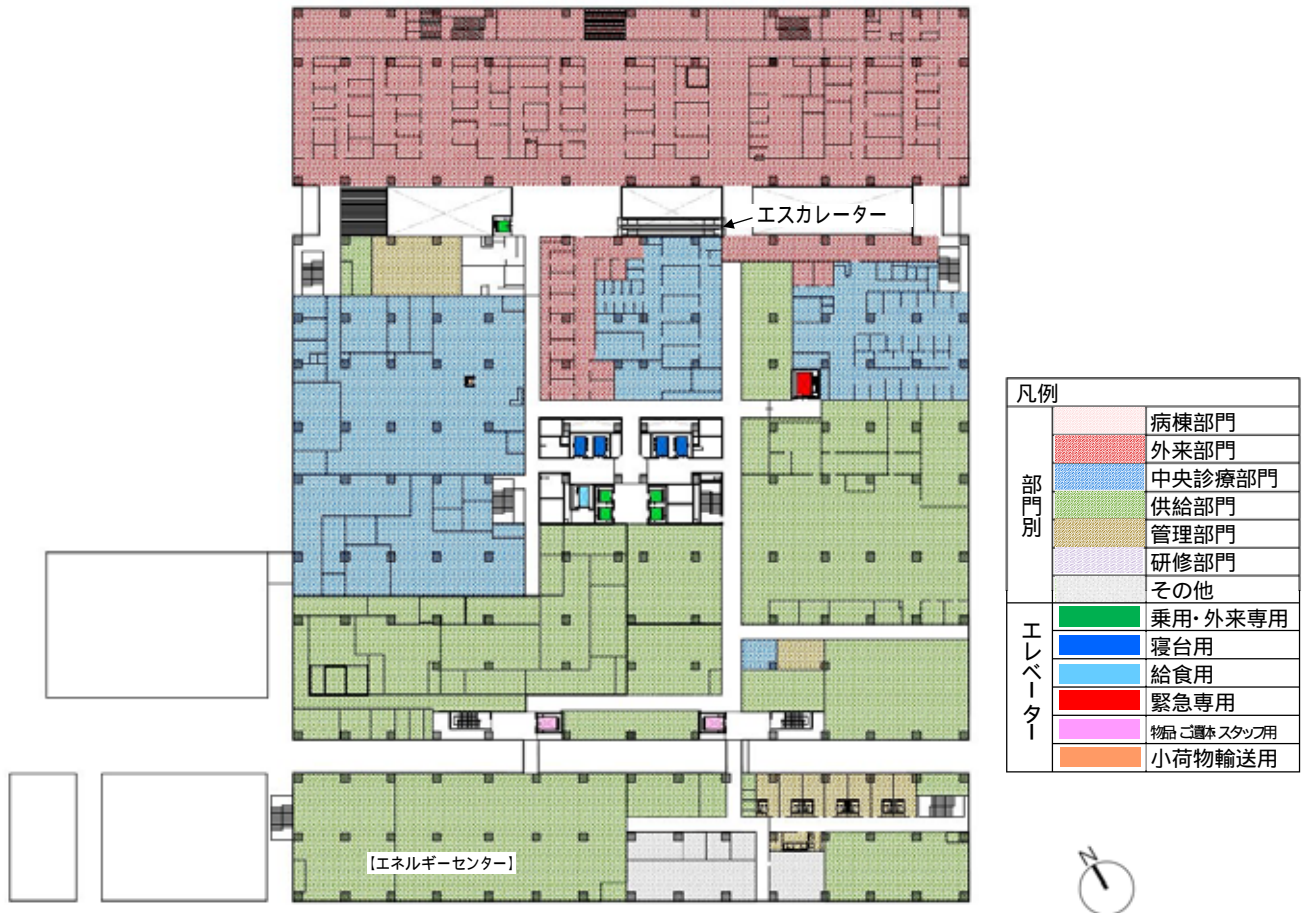 エスカレーター
凡例
部門別
病棟部門
外来部門
中央診療部門
供給部門
管理部門
研修部門
その他
エレベーター
乗用・外来専用
寝台用
給食用
緊急専用
物品 ご遺体 スタッフ用
小荷物輸送用
【エネルギーセンター】
N